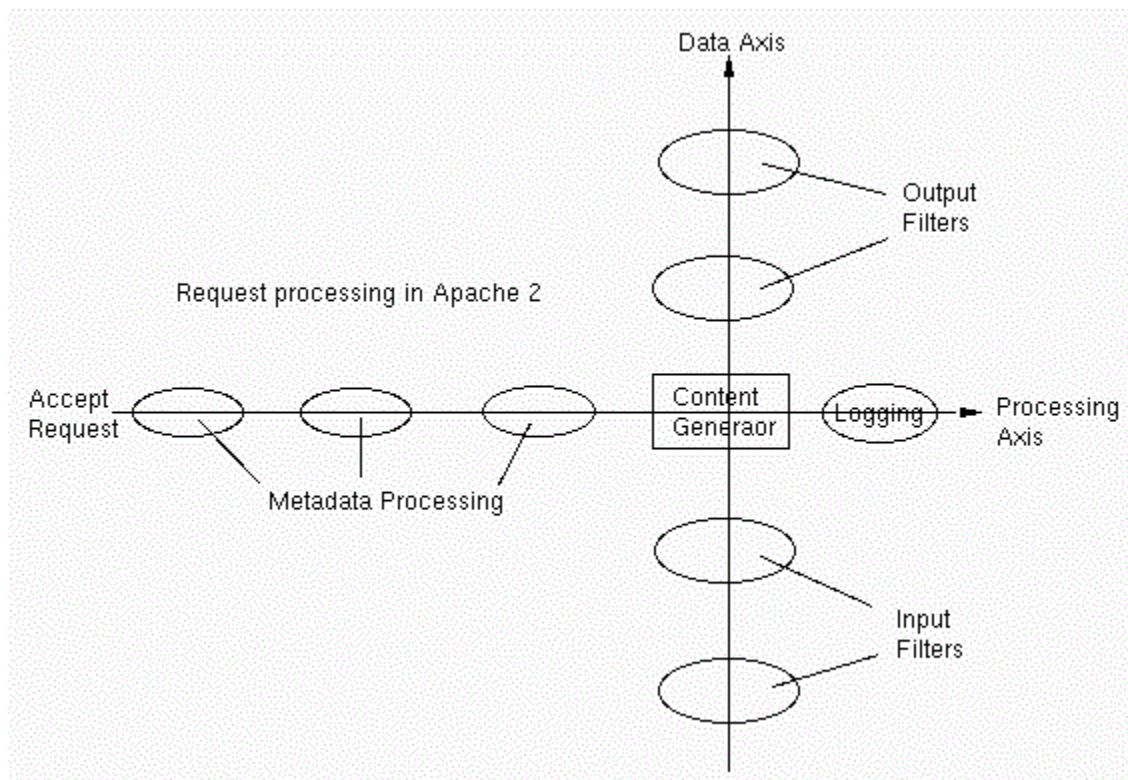 Data Axis
Output
Filters
Request processing in Apache 2
Accept
Request
Content
Generaor
Logging
Processing
Axis
Metadata Processing
Input
Filters